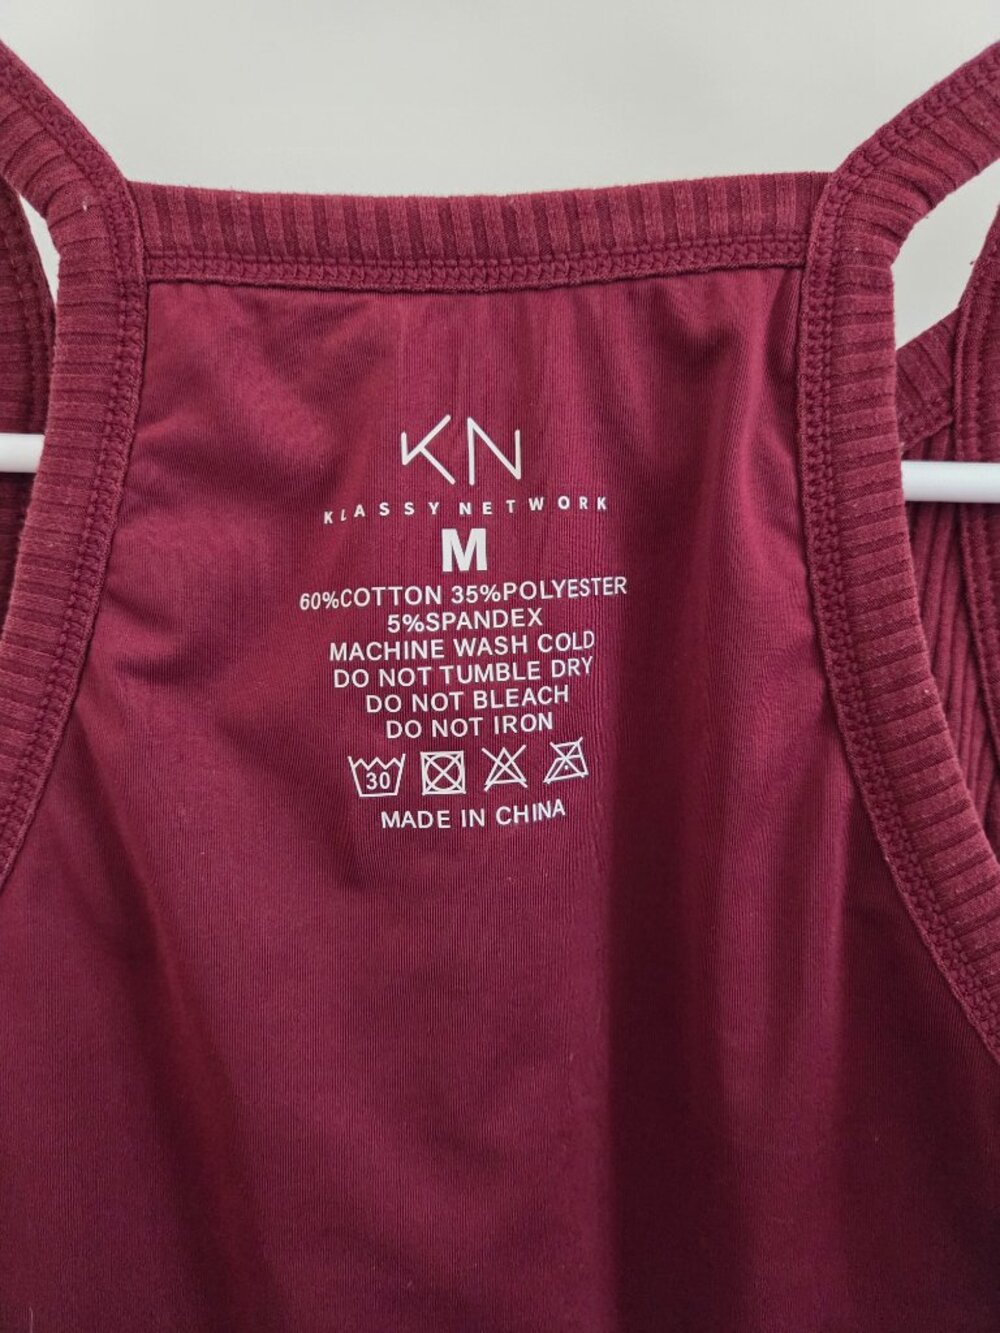 KN
KLASSY NETWORK
M
60%COTTON 35%POLYESTER
5%SPANDEX
MACHINE WASH COLD
DO NOT TUMBLE DRY
DO NOT BLEACH
DO NOT IRON
30
MADE IN CHINA